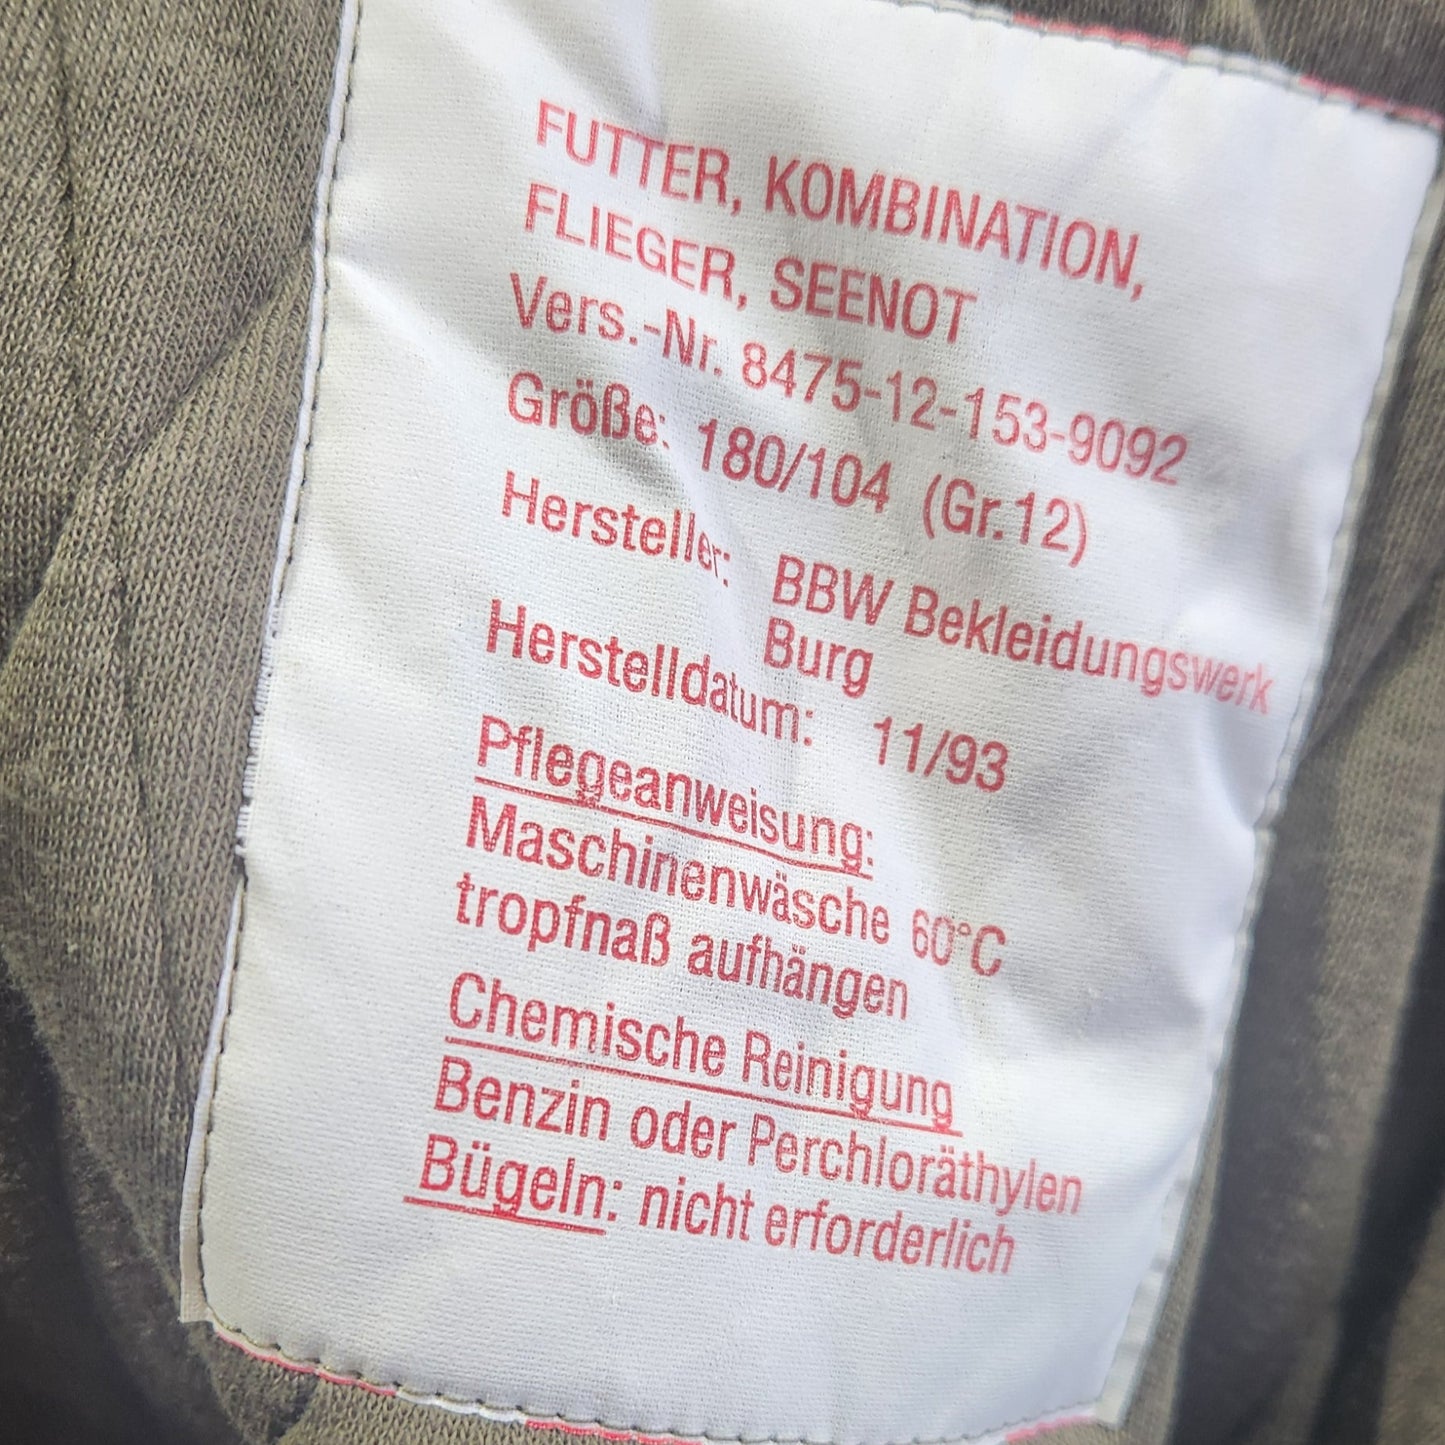 FUTTER, KOMBINATION,
FLIEGER, SEENOT
Vers.-Nr. 8475-12-153-9092
Größe: 180/104 (Gr.12)
Hersteller: BBW Bekleidungswerk
Burg
Herstelldatum: 11/93
Pflegeanweisung:
Maschinenwäsche 60°C
tropfnaß aufhängen
Chemische Reinigung
Benzin oder Perchloräthylen
Bügeln: nicht erforderlich